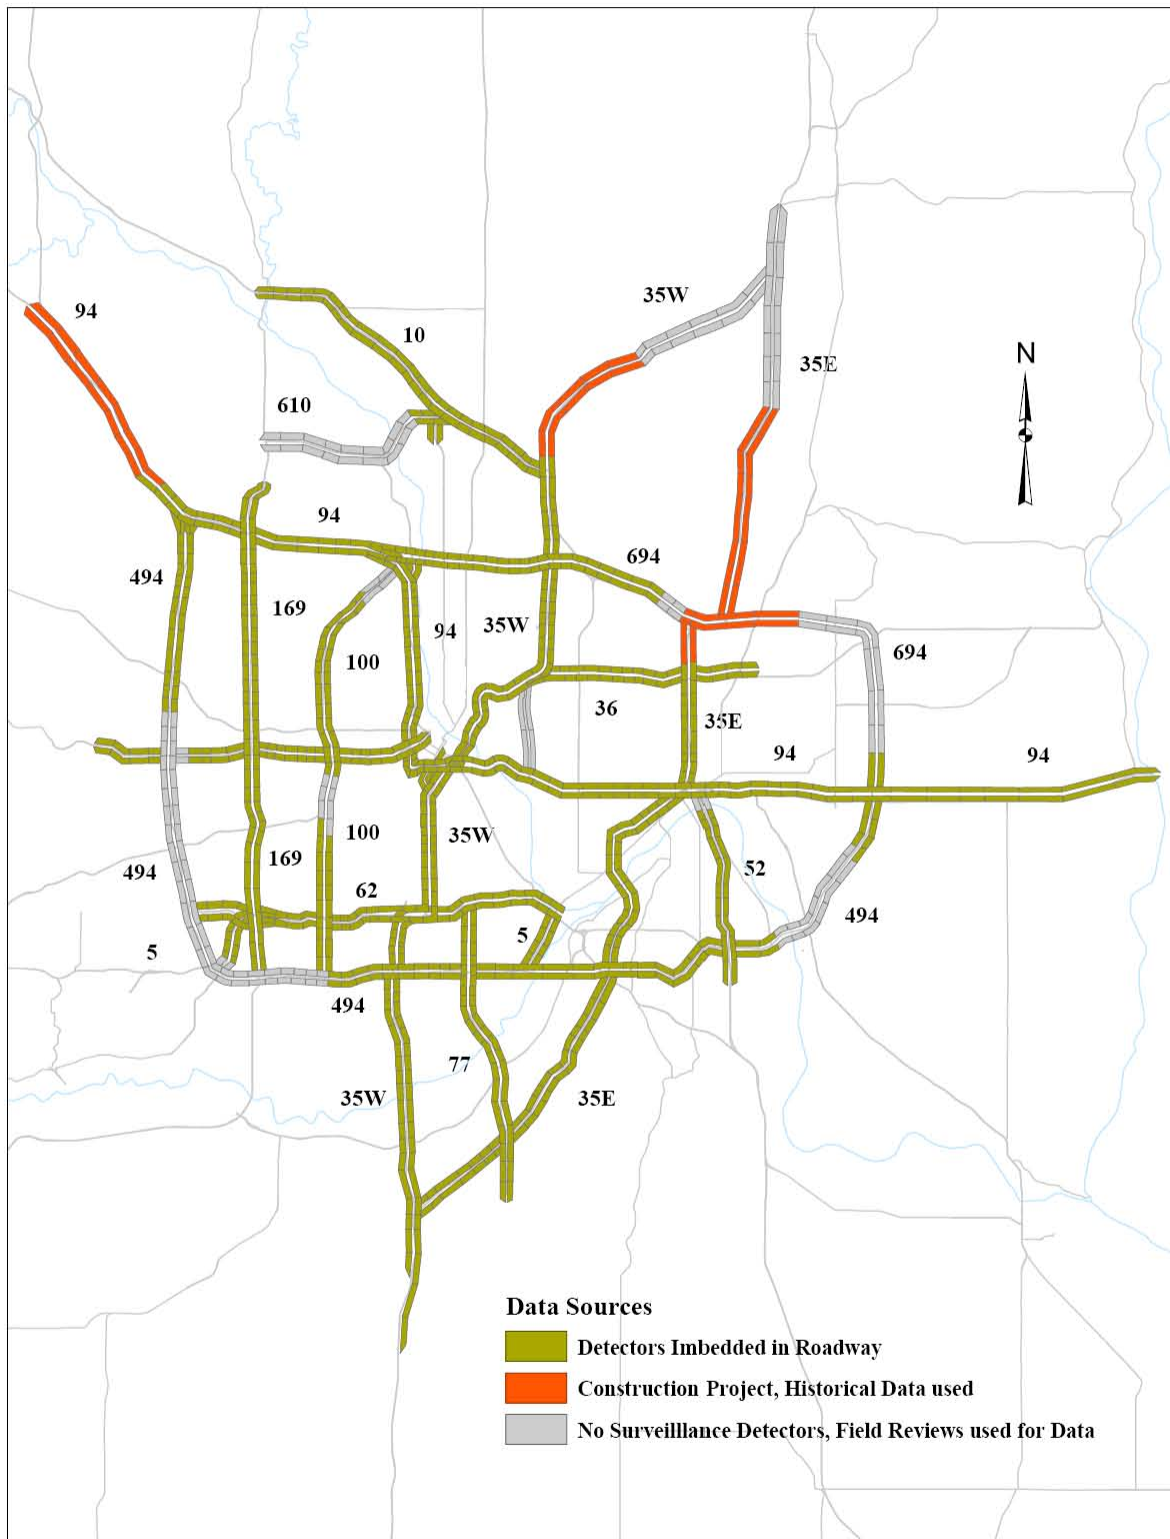 35W
94
10
N
35E
610
94
694
494
169
94
35W
100
694
36
35E
94
94
100
35W
169
494
52
62
494
5
5
494
77
35W
35E
Data Sources
Detectors Imbedded in Roadway
Construction Project, Historical Data used
No Surveilllance Detectors, Field Reviews used for Data